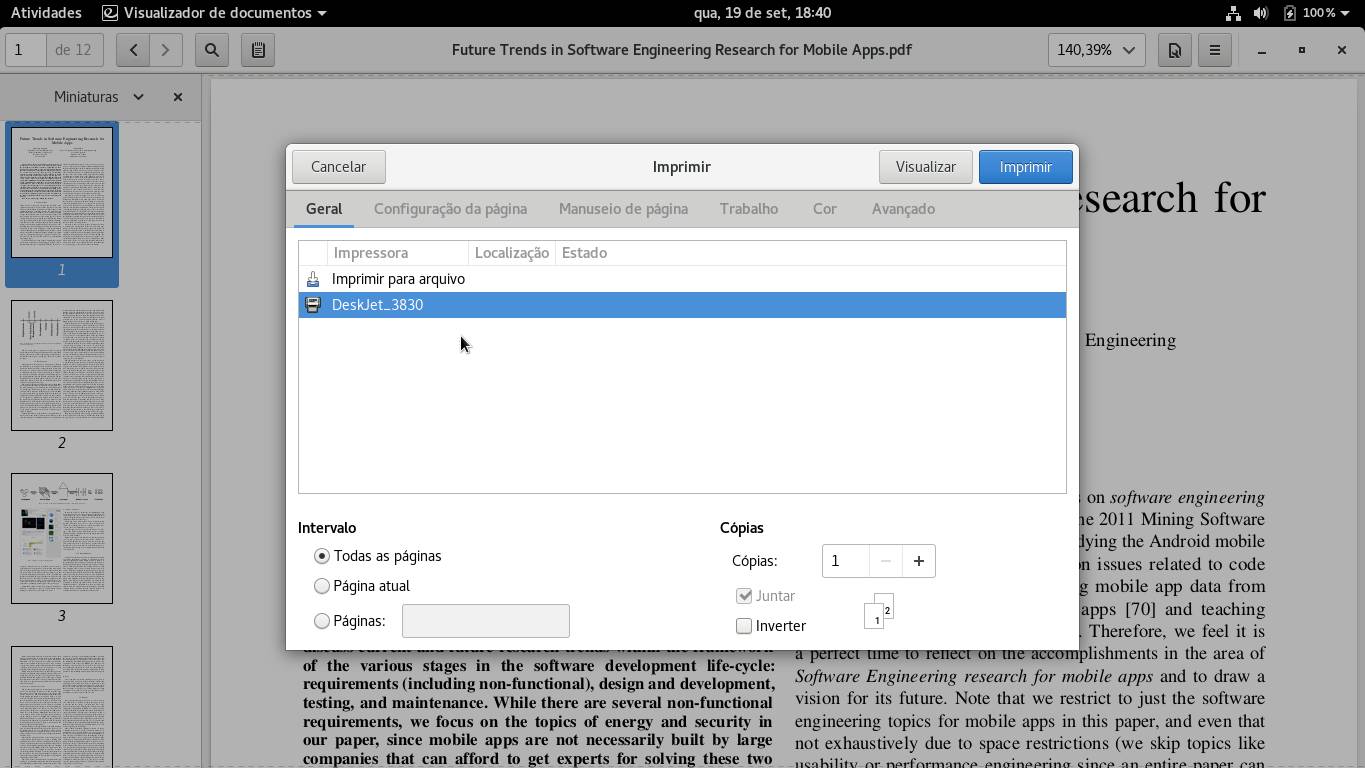 Atividades
Visualizador de documentos
qua, 19 de set, 18:40
100 %
1
de 12
Future Trends in Software Engineering Research for Mobile Apps.pdf
140,39%
Miniaturas
Future Trends in Software Engineering Research for
Mobile Apps
1
2
3
Cancelar
Imprimir
Visualizar
Imprimir
Geral
Configuração da página
Manuseio de página
Trabalho
Cor
Avançado
Impressora
Localização
Estado
Imprimir para arquivo
DeskJet_3830
Intervalo
Todas as páginas
Página atual
Páginas:
Cópias
Cópias:
1
Juntar
Inverter
1
2
esearch for
Engineering
of the various stages in the software development life-cycle:
requirements (including non-functional), design and development,
testing, and maintenance. While there are several non-functional
requirements, we focus on the topics of energy and security in
our paper, since mobile apps are not necessarily built by large
companies that can afford to get experts for solving these two
on software engineering
2011 Mining Software
dying the Android mobile
issues related to code
mobile app data from
apps [70] and teaching
Therefore, we feel it is
a perfect time to reflect on the accomplishments in the area of
Software Engineering research for mobile apps and to draw a
vision for its future. Note that we restrict to just the software
engineering topics for mobile apps in this paper, and even that
not exhaustively due to space restrictions (we skip topics like
usability or performance engineering since an entire paper can